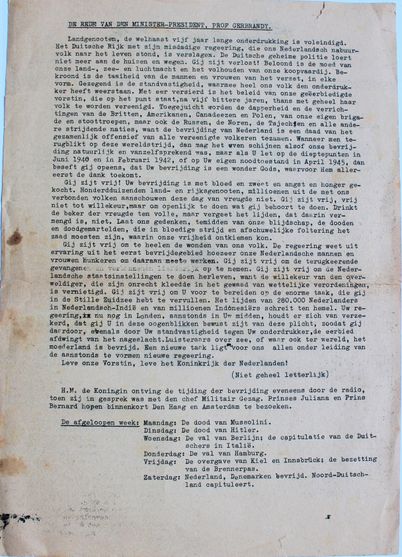 DE REDE VAN DEN MINISTER-PRESIDENT, PROF GERBRANDY.
Landgenooten, de welhaast vijf jaar lange onderdrukking is voleindigd.
Het Duitsche Rijk met zijn misdadige regeering, die ons Nederlandsch natuur-
volk naar het leven stond, is verslagen. De Duitsche geheime politie loert
niet meer aan de huizen en wegen. Gij zijt verlost! Beloond is de moed van
onze land-, zee- en luchtmacht en het volhouden van onze koopvaardij. Be-
kroond is de taaiheid van de mannen en vrouwen van het verzet, in elke
vorm. Gezegend is de standvastigheid, waarmee heel ons volk den onderdruk-
ker heeft weerstaan. Met eer versierd is het beleid van onze geëerbiedigde
vorstin, die op het punt staat, na vijf bittere jaren, thans met geheel haar
volk te worden vereenigd. Toegejuicht worden de dapperheid en de verrich-
tingen van de Britten, Amerikanen, Canadeezen en Polen, van onze eigen briga-
de en stoottroepen, maar ook de Russen, de Noren, de Tsjechen en alle ande-
re strijdende naties, want de bevrijding van Nederland is een daad van het
gezamenlijk offensief van alle vereenigde volkeren tezamen. Wanneer men te-
rugblikt op deze wereldstrijd, dan mag het even schijnen alsof onze bevrij-
ding natuurlijk en vanzelfsprekend was, maar als U let op de dieptepunten in
Juni 1940 en in Februari 1942, of op Uw eigen noodtoestand in April 1945, dan
beseft gij opeens, dat Uw bevrijding is een wonder Gods, waarvoor Hem aller-
eerst de dank toekomt.
Gij zijt vrij! Uw bevrijding is met bloed en zweet en angst en honger ge-
kocht. Honderdduizenden land- en rijksgenooten, millioenen uit de met ons
verbonden volken aanschouwen deze dag van vreugde niet. Gij zijt vrij, vrij
niet tot willekeur, maar om openlijk te doen wat gij behoort te doen. Drinkt
de beker der vreugde ten volle, maar vergeet het lijden, dat daarin ver-
mengd is, niet. Laat ons gedenken, temidden van onze blijdschap, de dooden
en doodgemartelden, die in bloedige strijd en afschuwelijke foltering het
zaad moesten zijn, waarin onze vrijheid ontkiemen kon.
Gij zijt vrij om te heelen de wonden van ons volk. De regeering weet uit
ervaring uit het eerst bevrijdegebied hoezeer onze Nederlandsche mannen en
vrouwen hunkeren om daaraan mee te werken. Gij zijt vrij om de terugkeerende
gevangenen op te nemen. Gij zijt vrij om de Neder-
landsche staatsinstellingen te doen herleven, want de willekeur van den over-
weldiger, die zijn onrecht kleedde in het gewaad van wettelijke verordeningen,
is vernietigd. Gij zijt vrij om U voor te bereiden op de enorme taak, die gij
in de Stille Zuidzee hebt te vervullen. Het lijden van 280.000 Nederlanders
in Nederlandsch-Indië en van millioenen Indonesiërs schreit ten hemel. Uw re-
geering, nu nog in Londen, aanstonds in Uw midden, houdt er zich van verze-
kerd, dat gij U in deze oogenblikken bewust zijt van deze plicht, zoodat gij
daardoor, evenals door Uw standvastigheid tegen Uw onderdrukker, de eerbied
afdwingt van het nageslacht. Luisteraars over zee, of waar ook ter wereld, het
moederland is bevrijd. Een nieuwe taak ligt voor ons allen onder leiding van
de aanstonds te vormen nieuwe regeering.
Leve onze Vorstin, leve het Koninkrijk der Nederlanden!
(Niet geheel letterlijk)
H.M. de Koningin ontving de tijding der bevrijding eveneens door de radio,
toen zij in gesprek was met den chef Militair Gezag. Prinses Juliana en Prins
Bernard hopen binnenkort Den Haag en Amsterdam te bezoeken.
De afgeloopen week: Maandag: De dood van Mussolini.
Dinsdag: De dood van Hitler.
Woensdag: De val van Berlijn; de capitulatie van de Duit-
schers in Italië.
Donderdag: De val van Hamburg.
Vrijdag: De overgave van Kiel en Innsbrück; de bezetting
van de Brennerpas.
Zaterdag: Nederland, Denemarken bevrijd. Noord-Duitsch-
land capituleert.